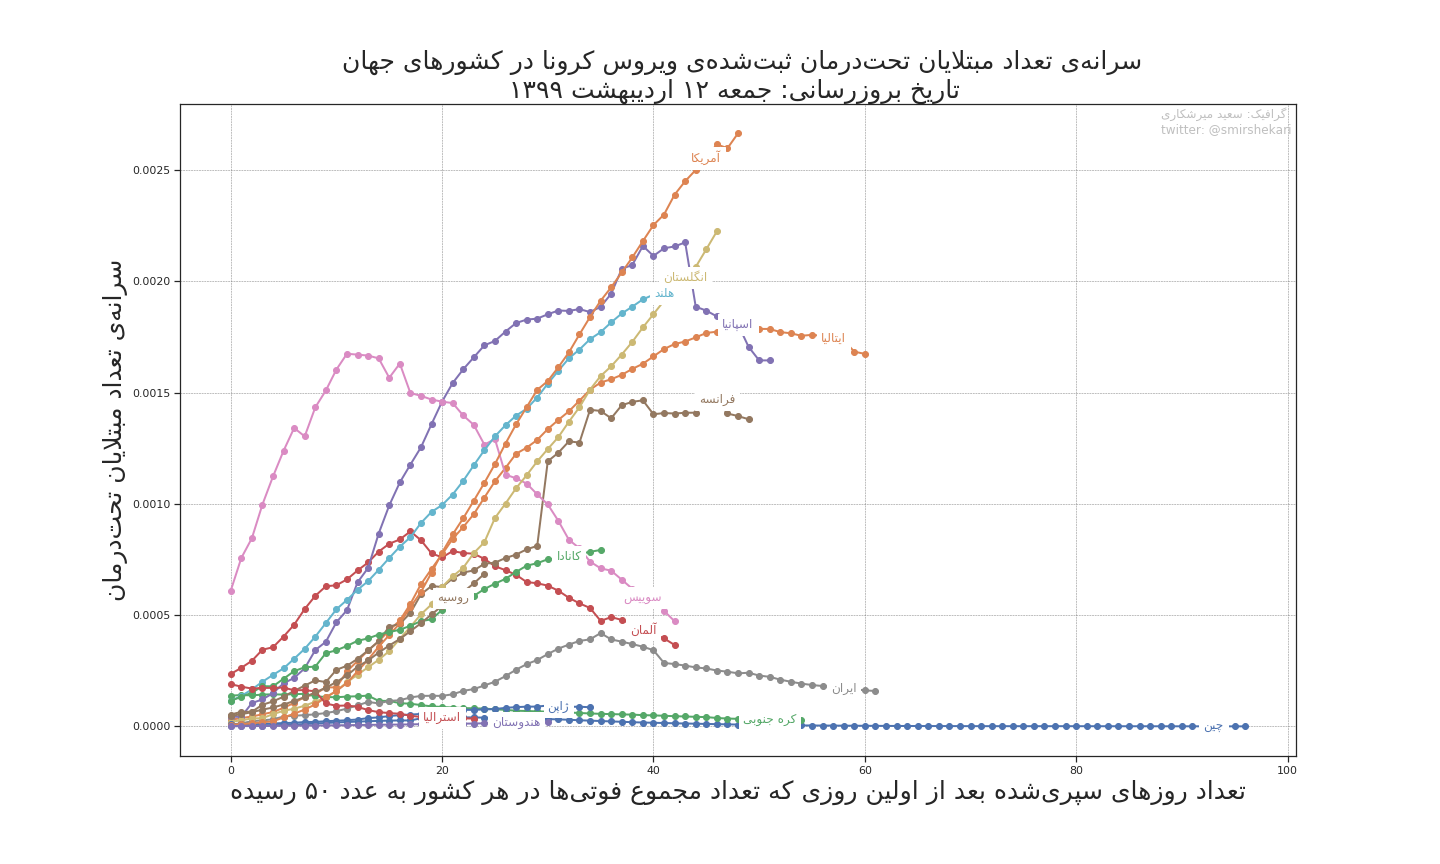 سرانه‌ی تعداد مبتلایان تحت‌درمان ثبت‌شده‌ی ویروس کرونا در کشورهای جهان
تاریخ بروزرسانی: جمعه ۱۲ اردیبهشت ۱۳۹۹
گرافیک: سعید میرشکاری
twitter: @smirshekari
سرانه‌ی تعداد مبتلایان تحت‌درمان
0.0025
0.0020
0.0015
0.0010
0.0005
0.0000
آمریکا
انگلستان
هلند
اسپانیا
ایتالیا
فرانسه
کانادا
روسیه
سوییس
آلمان
ایران
ژاپن
استرالیا
هندوستان
کره جنوبی
چین
0
20
40
60
80
100
تعداد روزهای سپری‌شده بعد از اولین روزی که تعداد مجموع فوتی‌ها در هر کشور به عدد ۵۰ رسیده